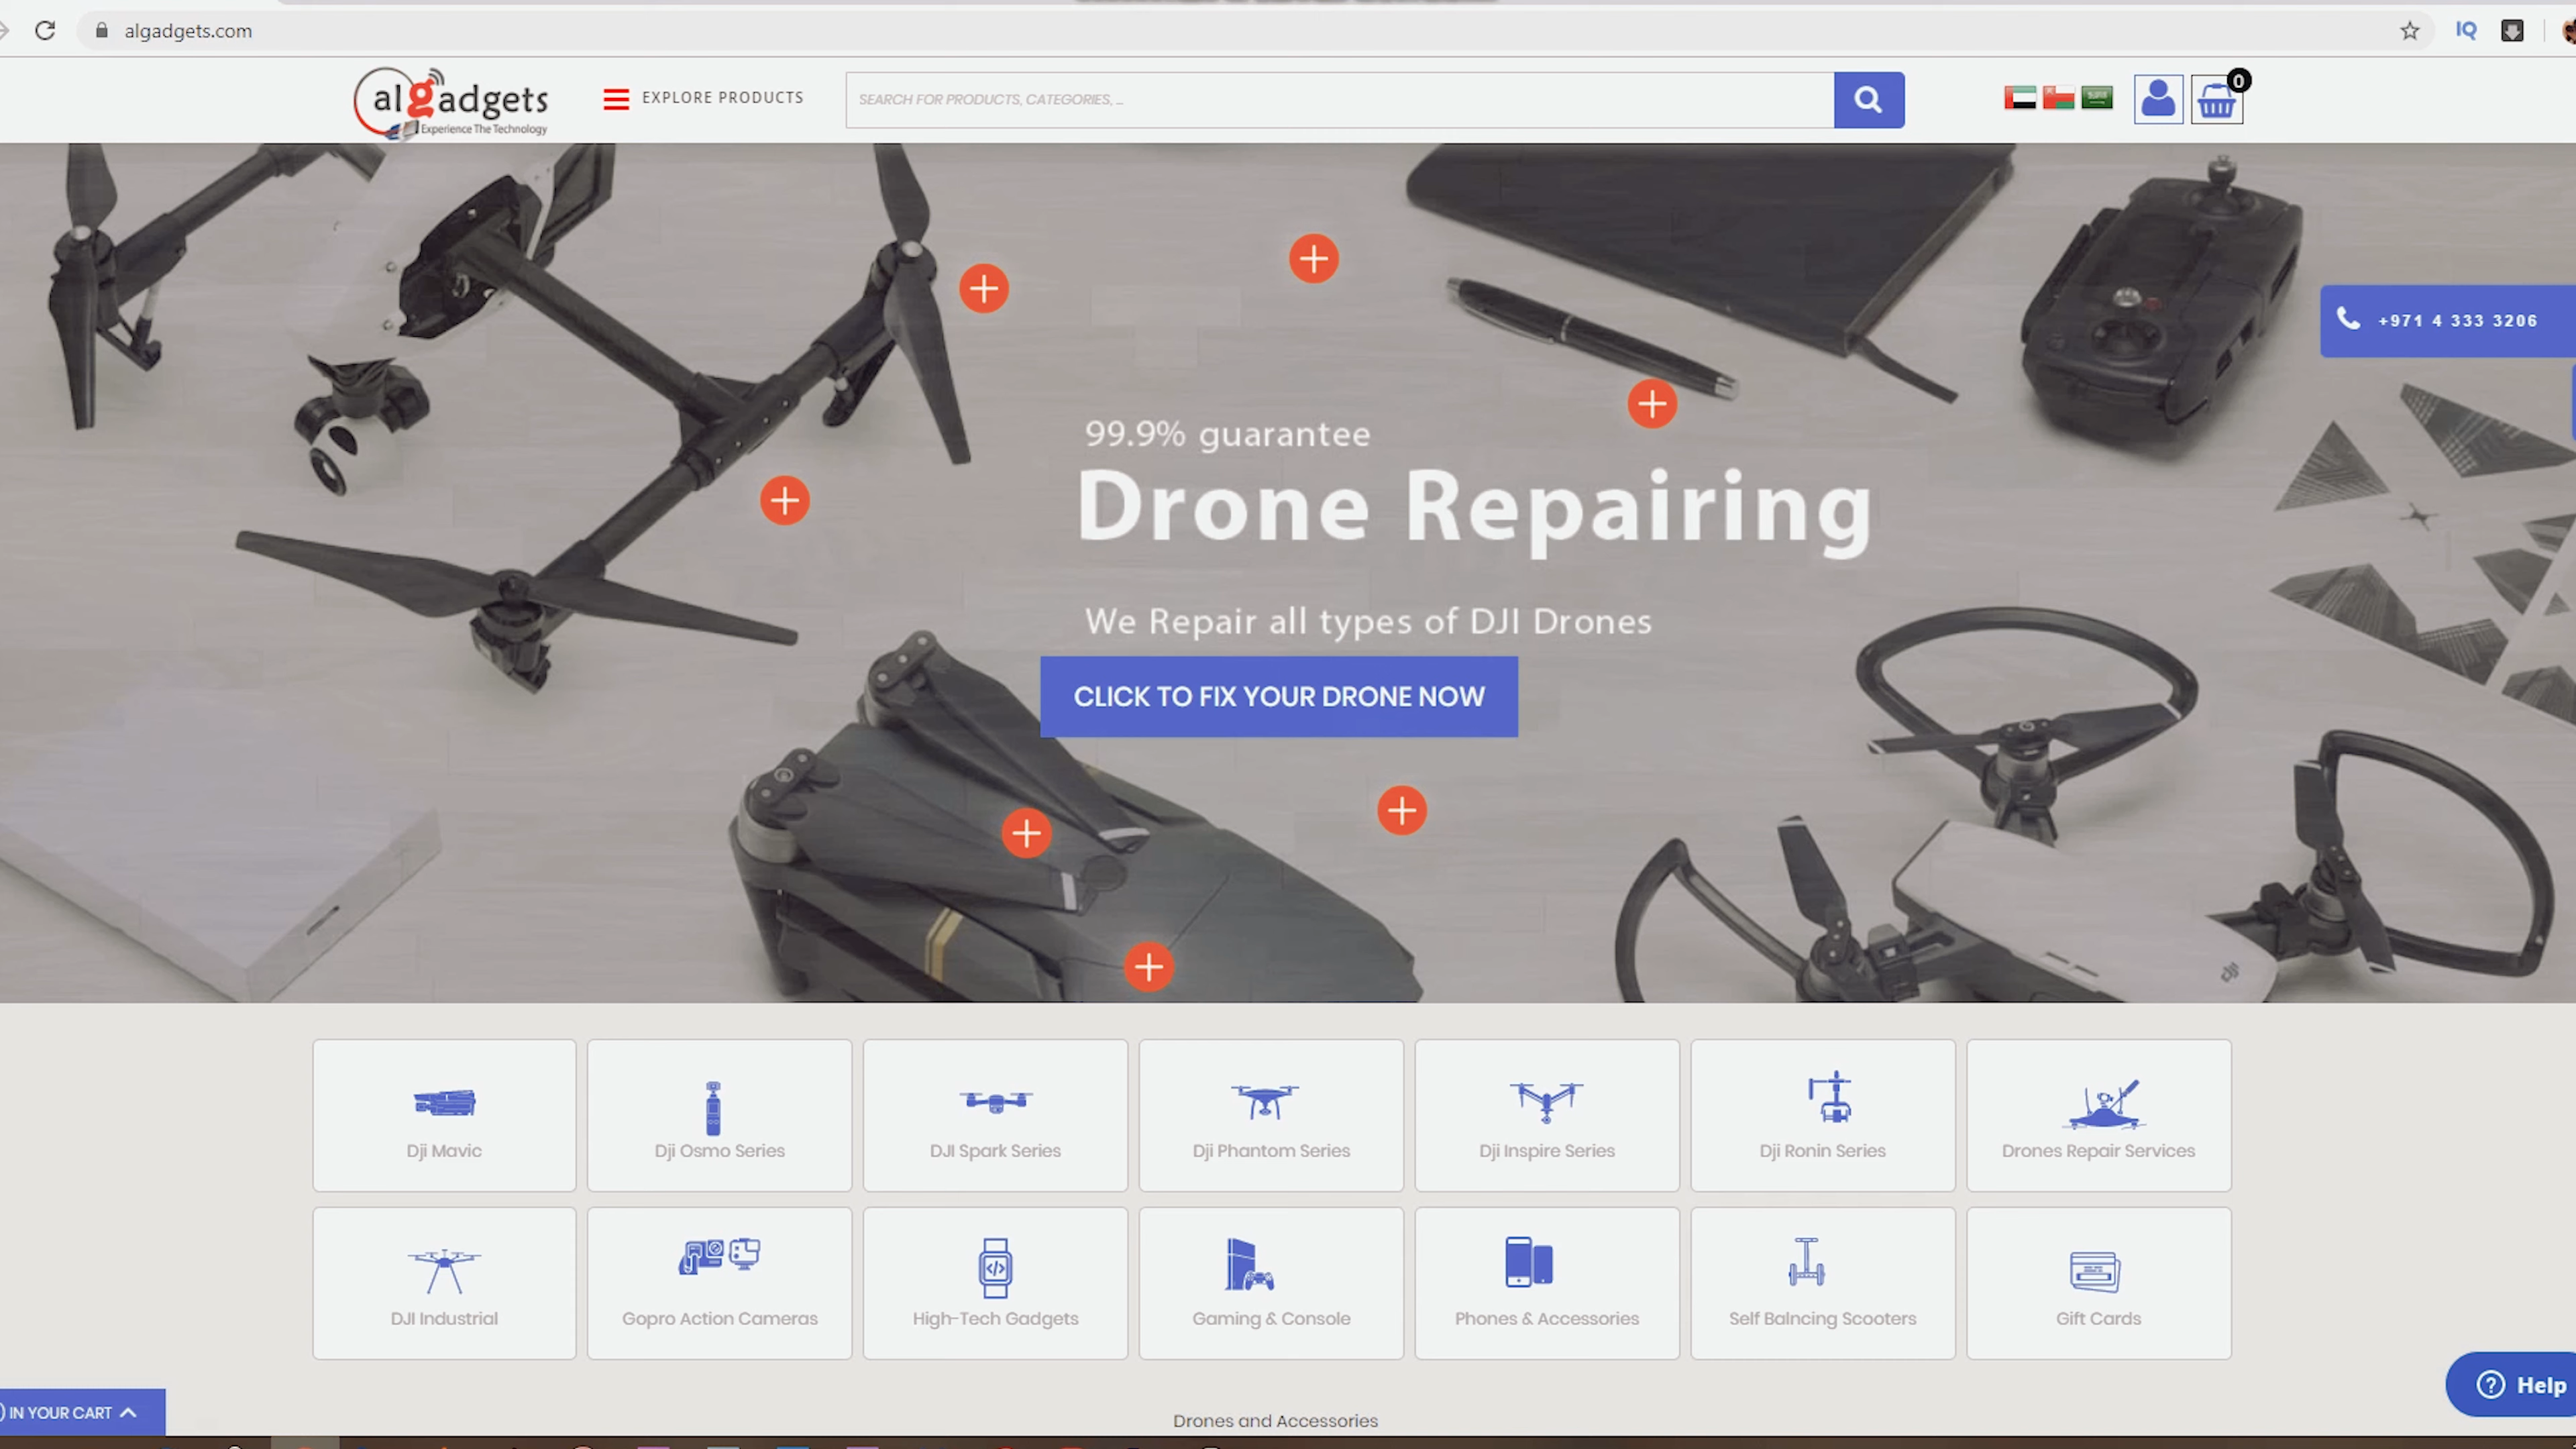 algadgets.com
IQ
algadgets
Experience The Technology
EXPLORE PRODUCTS
SEARCH FOR PRODUCTS, CATEGORIES, ...
0
+971 4 333 3206
99.9% guarantee
Drone Repairing
We Repair all types of DJI Drones
CLICK TO FIX YOUR DRONE NOW
Dji Mavic
Dji Osmo Series
DJI Spark Series
Dji Phantom Series
Dji Inspire Series
Dji Ronin Series
Drones Repair Services
DJI Industrial
Gopro Action Cameras
High-Tech Gadgets
Gaming & Console
Phones & Accessories
Self Balncing Scooters
Gift Cards
) IN YOUR CART
Help
Drones and Accessories